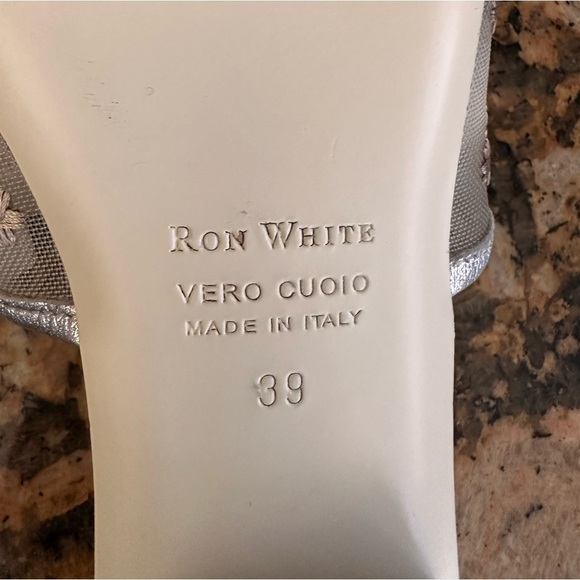 RON WHITE
VERO CUOIO
MADE IN ITALY
39